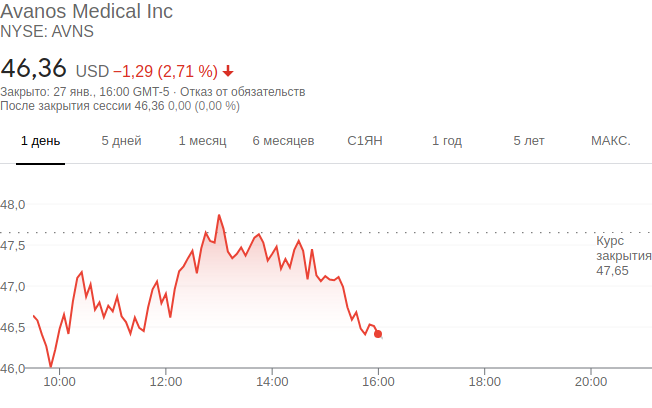 Avanos Medical Inc
NYSE: AVNS
46,36 USD −1,29 (2,71 %)
Закрыто: 27 янв., 16:00 GMT-5 · Отказ от обязательств
После закрытия сессии 46,36 0,00 (0,00 %)
1 день 5 дней 1 месяц 6 месяцев С1ЯН 1 год 5 лет МАКС.
48,0
47,5
47,0
46,5
46,0
Курс
закрытия
47,65
10:00 12:00 14:00 16:00 18:00 20:00